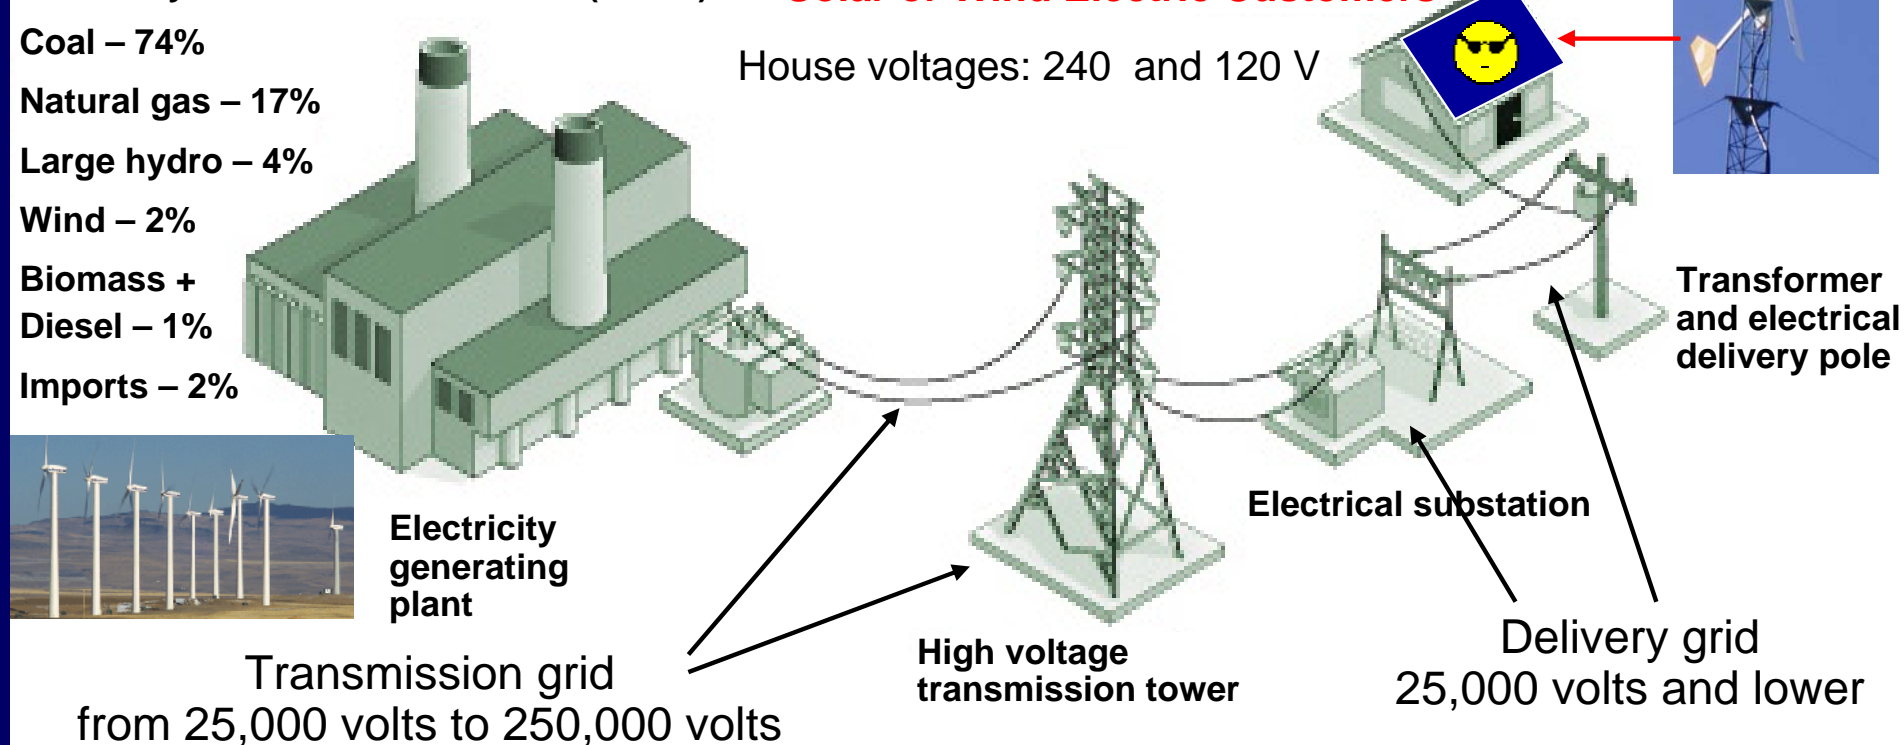 Coal – 74%
Natural gas – 17%
Large hydro – 4%
Wind – 2%
Biomass +
Diesel – 1%
Imports – 2%
House voltages: 240 and 120 V
Transformer
and electrical
delivery pole
Electrical substation
Electricity
generating
plant
High voltage
transmission tower
Delivery grid
25,000 volts and lower
Transmission grid
from 25,000 volts to 250,000 volts